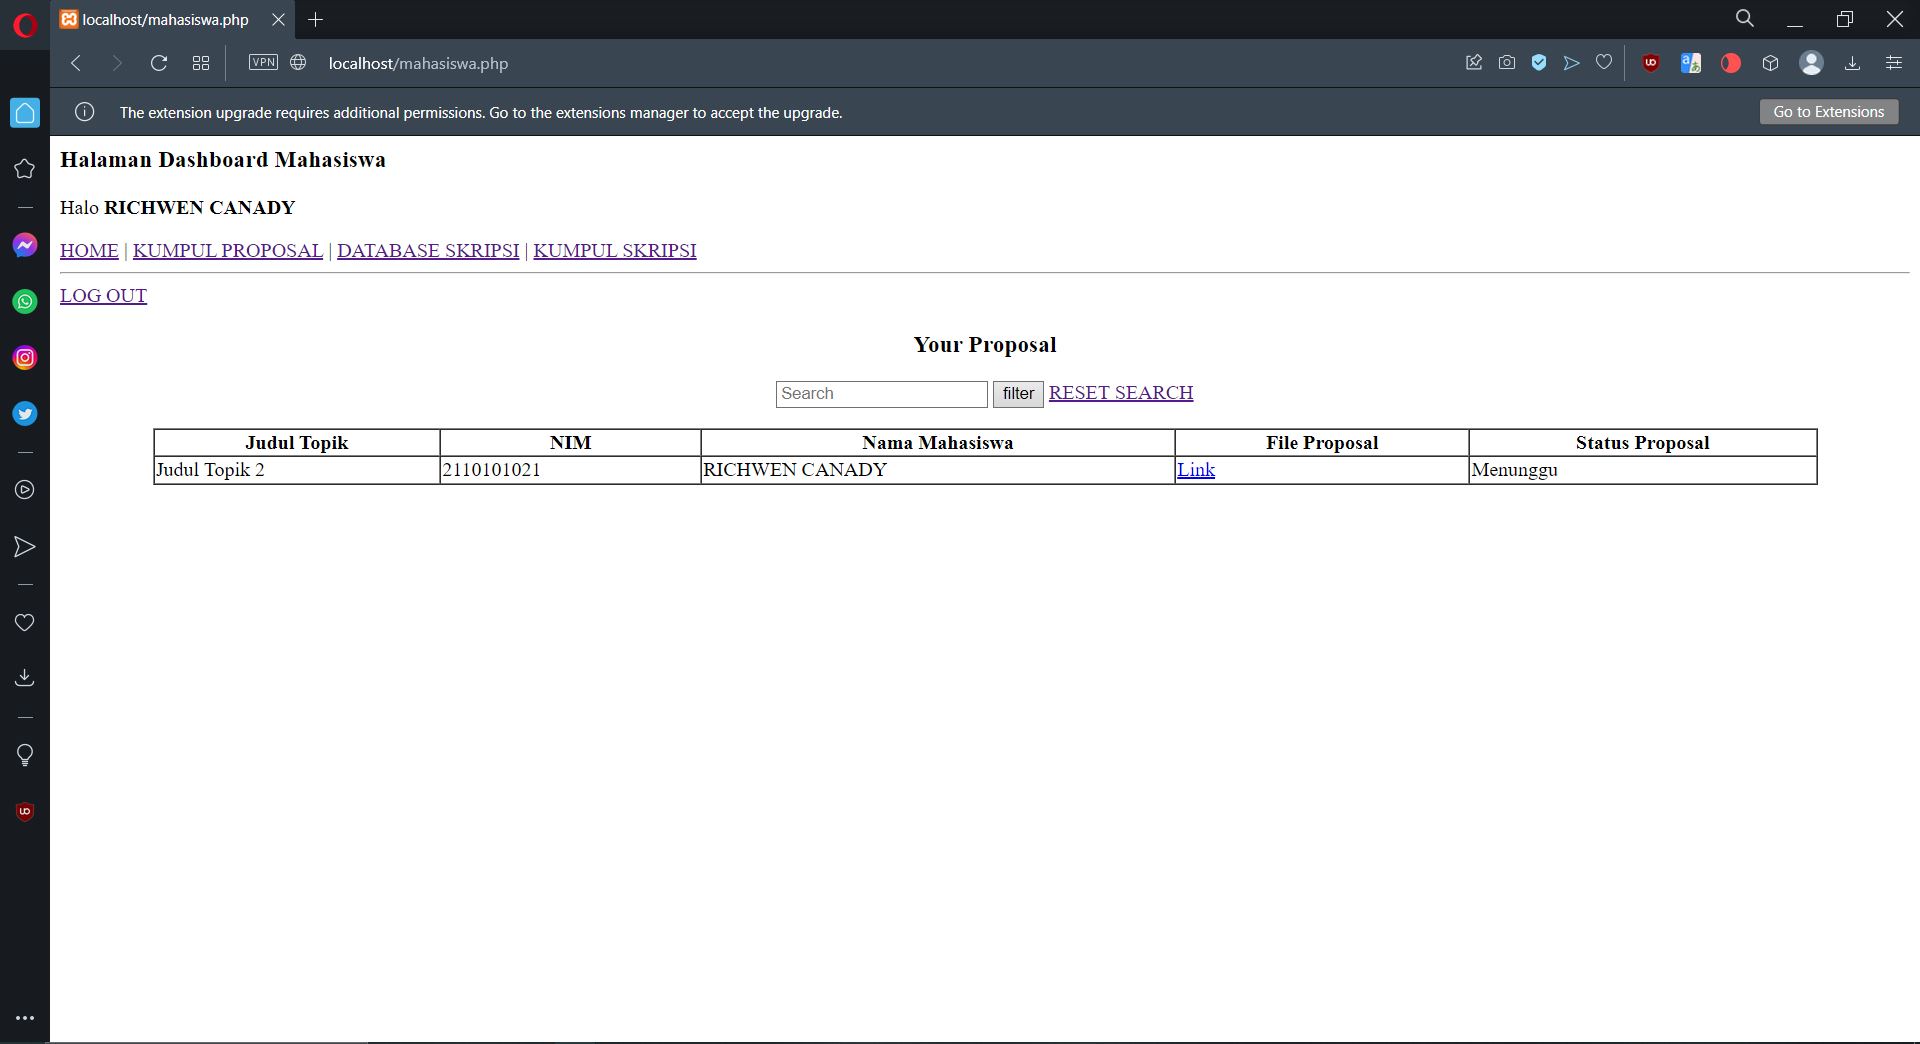 localhost/mahasiswa.php
VPN localhost/mahasiswa.php
The extension upgrade requires additional permissions. Go to the extensions manager to accept the upgrade. Go to Extensions
Halaman Dashboard Mahasiswa
Halo RICHWEN CANADY
HOME | KUMPUL PROPOSAL | DATABASE SKRIPSI | KUMPUL SKRIPSI
LOG OUT
Your Proposal
Search filter RESET SEARCH
Judul Topik NIM Nama Mahasiswa File Proposal Status Proposal
Judul Topik 2 2110101021 RICHWEN CANADY Link Menunggu